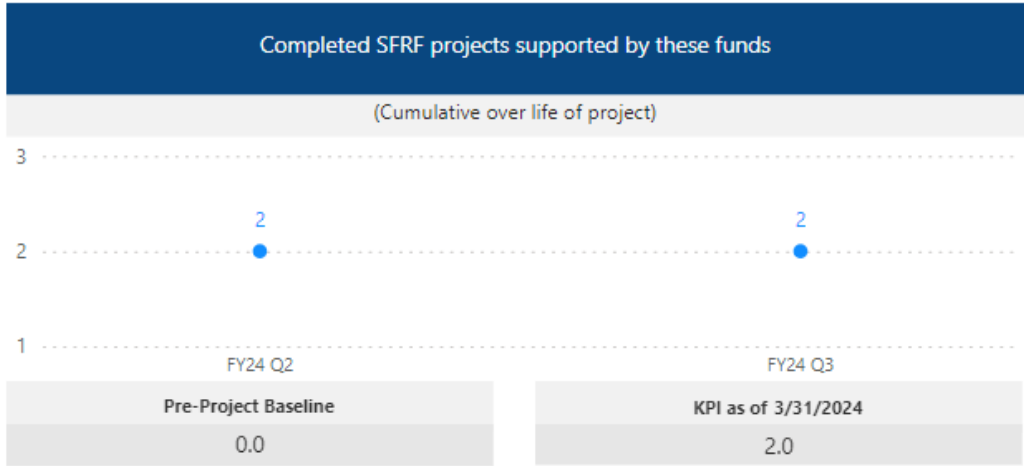 Completed SFRF projects supported by these funds
(Cumulative over life of project)
3
2 2
2
1
FY24 Q2 FY24 Q3
Pre-Project Baseline KPI as of 3/31/2024
0.0 2.0